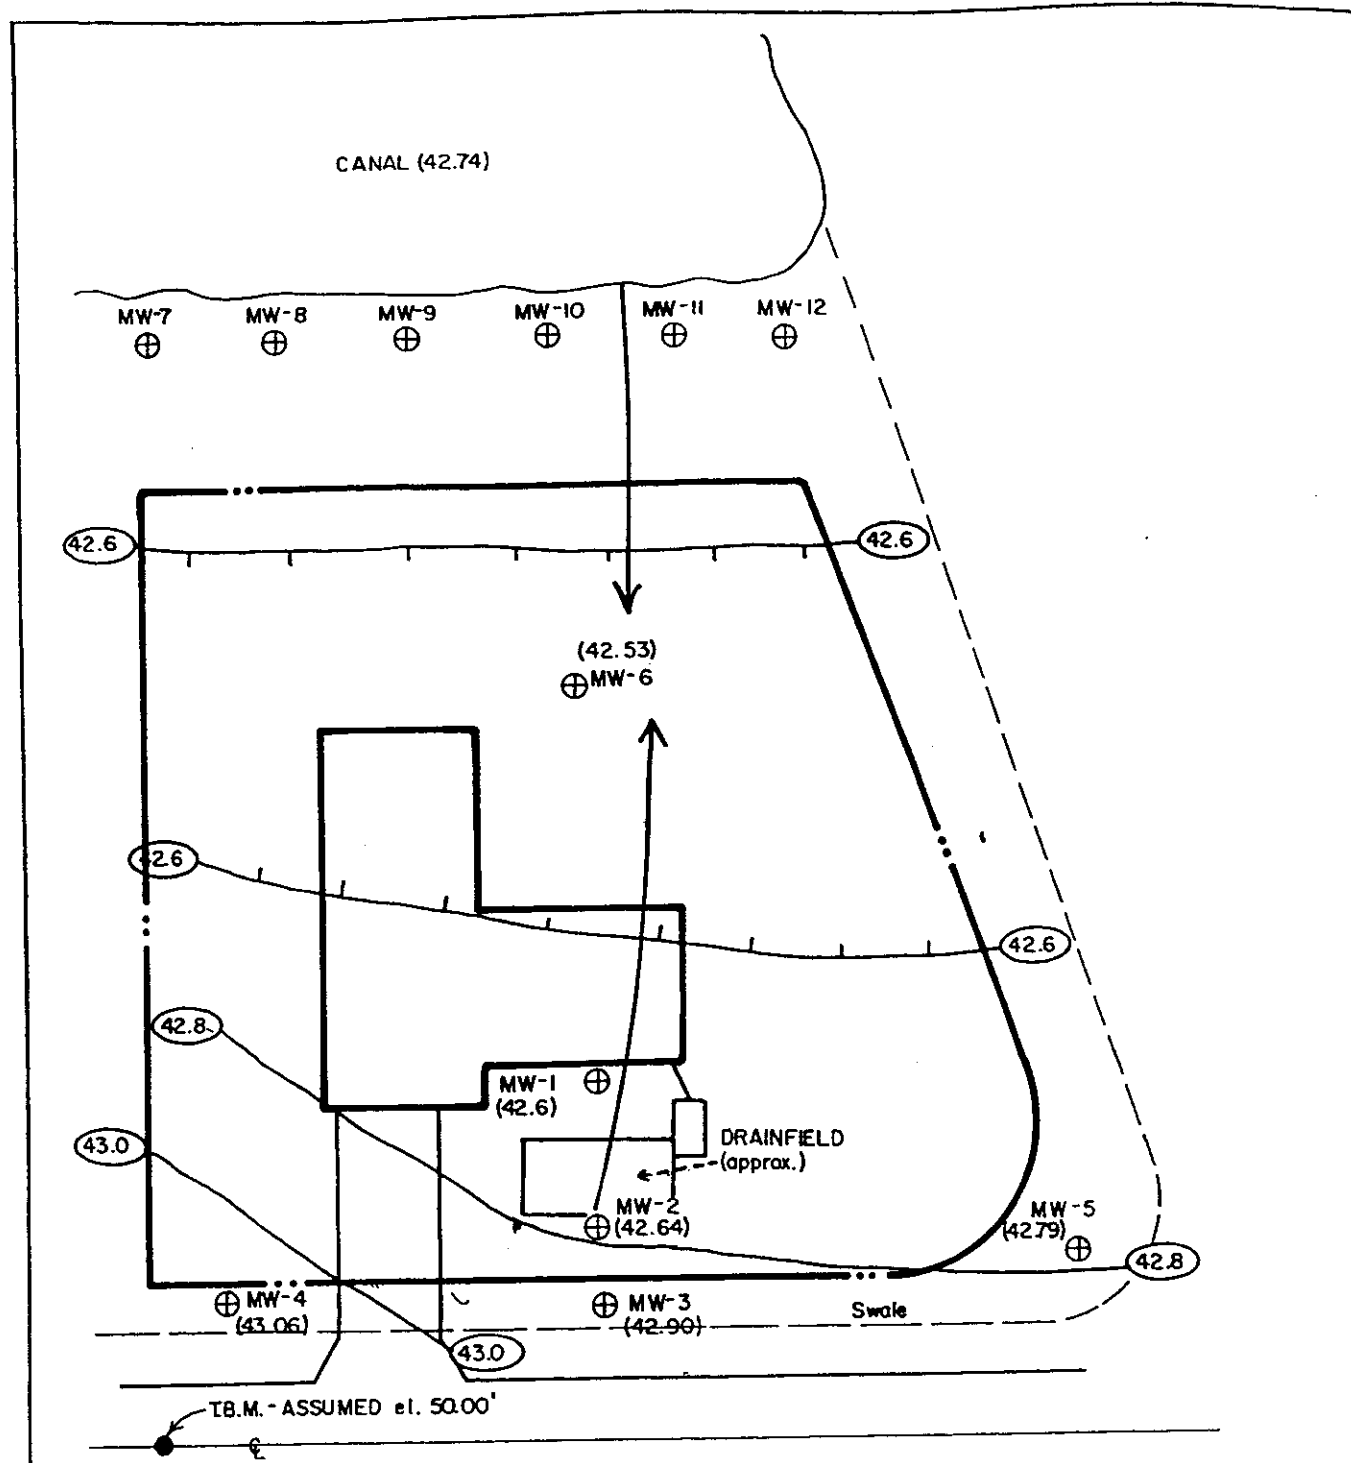 CANAL (42.74)
MW-7
MW-8
MW-9
MW-10
MW-11
MW-12
42.6
42.6
(42.53)
MW-6
42.6
42.6
42.8
MW-1
(42.6)
43.0
DRAINFIELD
(approx.)
MW-2
(42.64)
MW-5
(42.79)
42.8
MW-4
(43.06)
MW-3
(42.90)
Swale
43.0
T.B.M. - ASSUMED el. 50.00'
℄